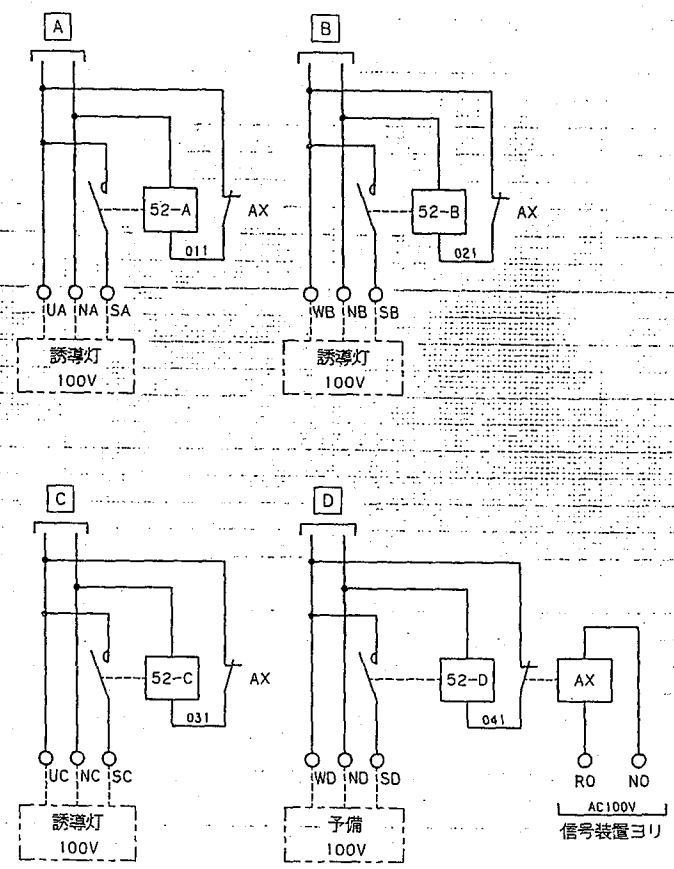 A
B
52-A
AX
011
52-B
AX
021
UA NA SA
WB NB SB
誘導灯
100V
誘導灯
100V
C
D
52-C
AX
031
52-D
041
AX
UC NC SC
WD ND SD
RO NO
誘導灯
100V
予備
100V
AC100V
信号装置ヨリ